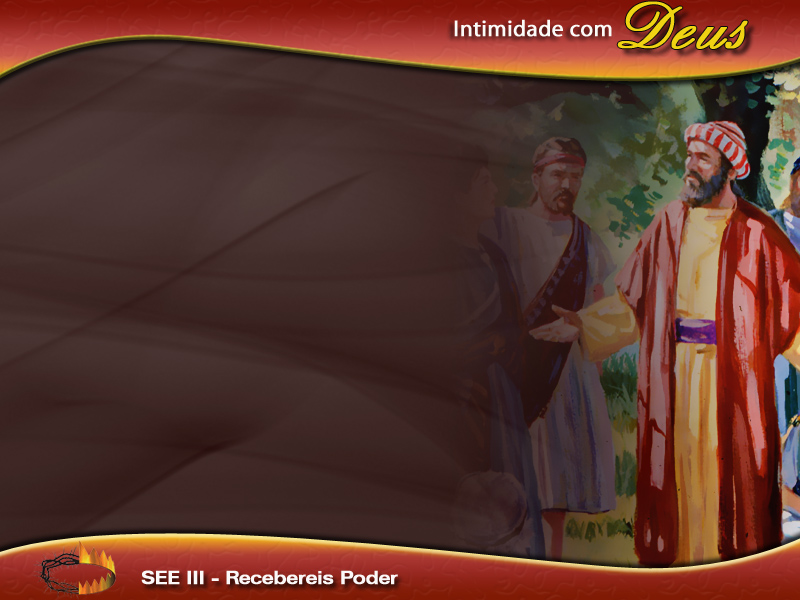 Intimidade com Deus
SEE III - Recebereis Poder